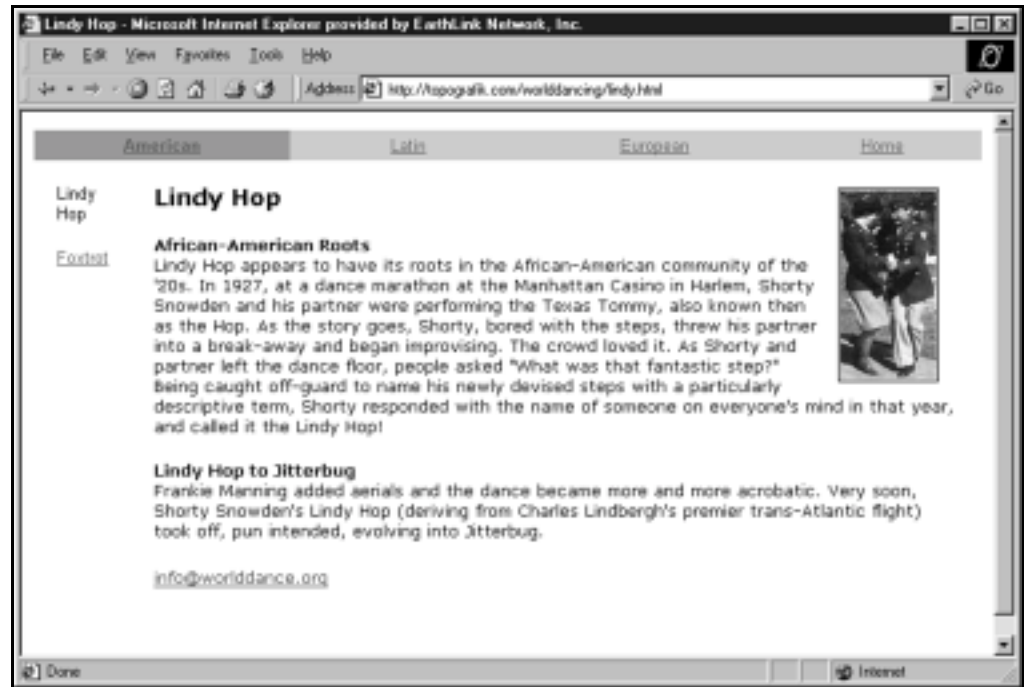 Lindy Hop - Microsoft Internet Explorer provided by EarthLink Network, Inc.
File Edit View Favorites Tools Help
Address http://topografik.com/worlddancing/lindy.html Go
American Latin European Home
Lindy
Hop
Foxtrot
Lindy Hop
African-American Roots
Lindy Hop appears to have its roots in the African-American community of the
'20s. In 1927, at a dance marathon at the Manhattan Casino in Harlem, Shorty
Snowden and his partner were performing the Texas Tommy, also known then
as the Hop. As the story goes, Shorty, bored with the steps, threw his partner
into a break-away and began improvising. The crowd loved it. As Shorty and
partner left the dance floor, people asked "What was that fantastic step?"
Being caught off-guard to name his newly devised steps with a particularly
descriptive term, Shorty responded with the name of someone on everyone's mind in that year,
and called it the Lindy Hop!
Lindy Hop to Jitterbug
Frankie Manning added aerials and the dance became more and more acrobatic. Very soon,
Shorty Snowden's Lindy Hop (deriving from Charles Lindbergh's premier trans-Atlantic flight)
took off, pun intended, evolving into Jitterbug.
info@worlddance.org
Done Internet